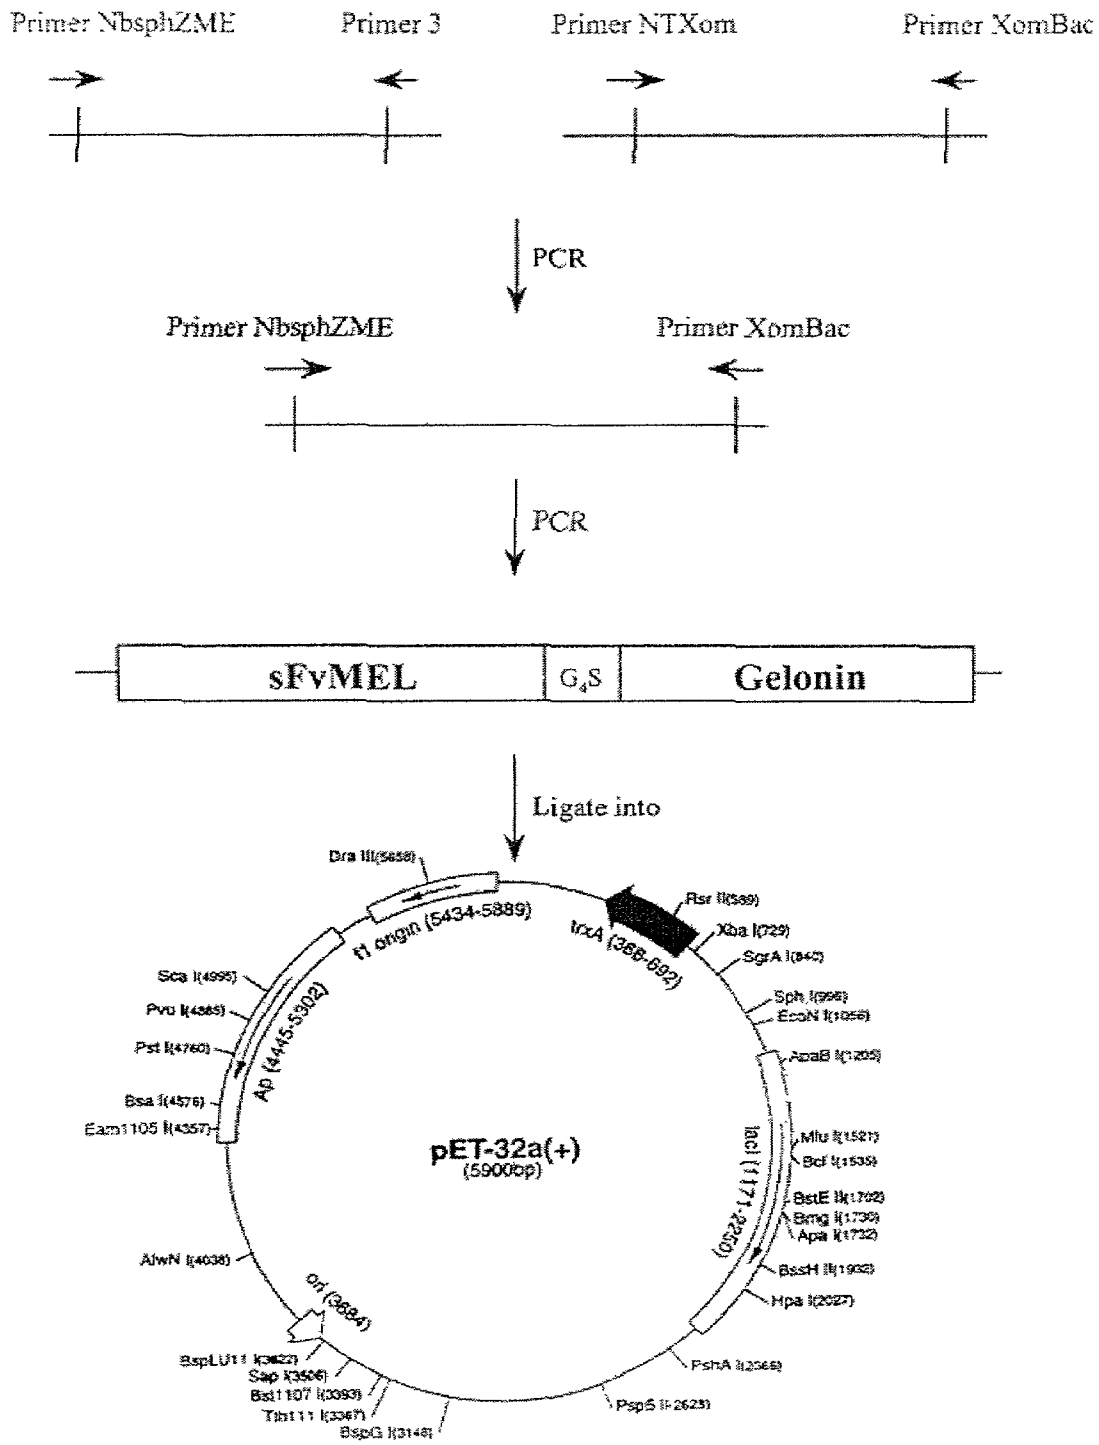 Primer NbsphZME Primer 3 Primer NTXom Primer XomBac
PCR
Primer NbsphZME Primer XomBac
PCR
sFvMEL G4S Gelonin
Ligate into
Dra III(5658)
f1 origin (5434-5889)
trxA (366-692)
Rsr II(589)
Xba I(729)
SgrA I(840)
Sph I(996)
EcoN I(1056)
ApaB I(1205)
lacI (1171-2250)
Mlu I(1521)
Bcl I(1535)
BstE II(1702)
Bmg I(1730)
Apa I(1732)
BssH II(1932)
Hpa I(2027)
PshA I(2366)
Psp5 II(2628)
Sca I(4995)
Pvu I(4885)
Pst I(4760)
Bsa I(4576)
Eam1105 I(4357)
Ap (4445-5302)
pET-32a(+)
(5900bp)
AlwN I(4038)
ori (3684)
BspLU11 I(3622)
Sap I(3506)
Bst1107 I(3393)
Tth111 I(3367)
BspG I(3148)